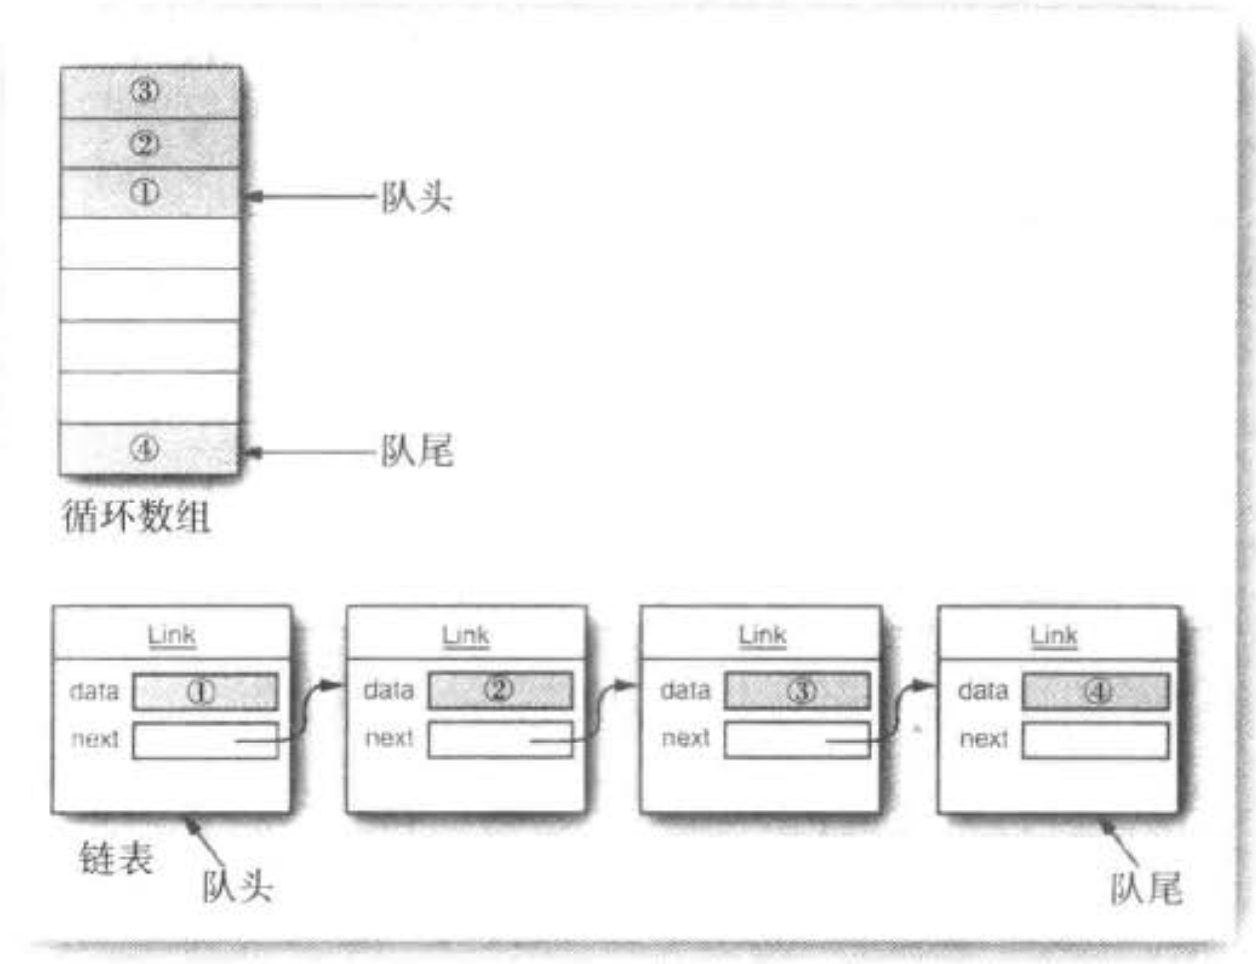 ③
②
①
队头
④
队尾
循环数组
Link
data ①
next
Link
data ②
next
Link
data ③
next
Link
data ④
next
链表
队头
队尾